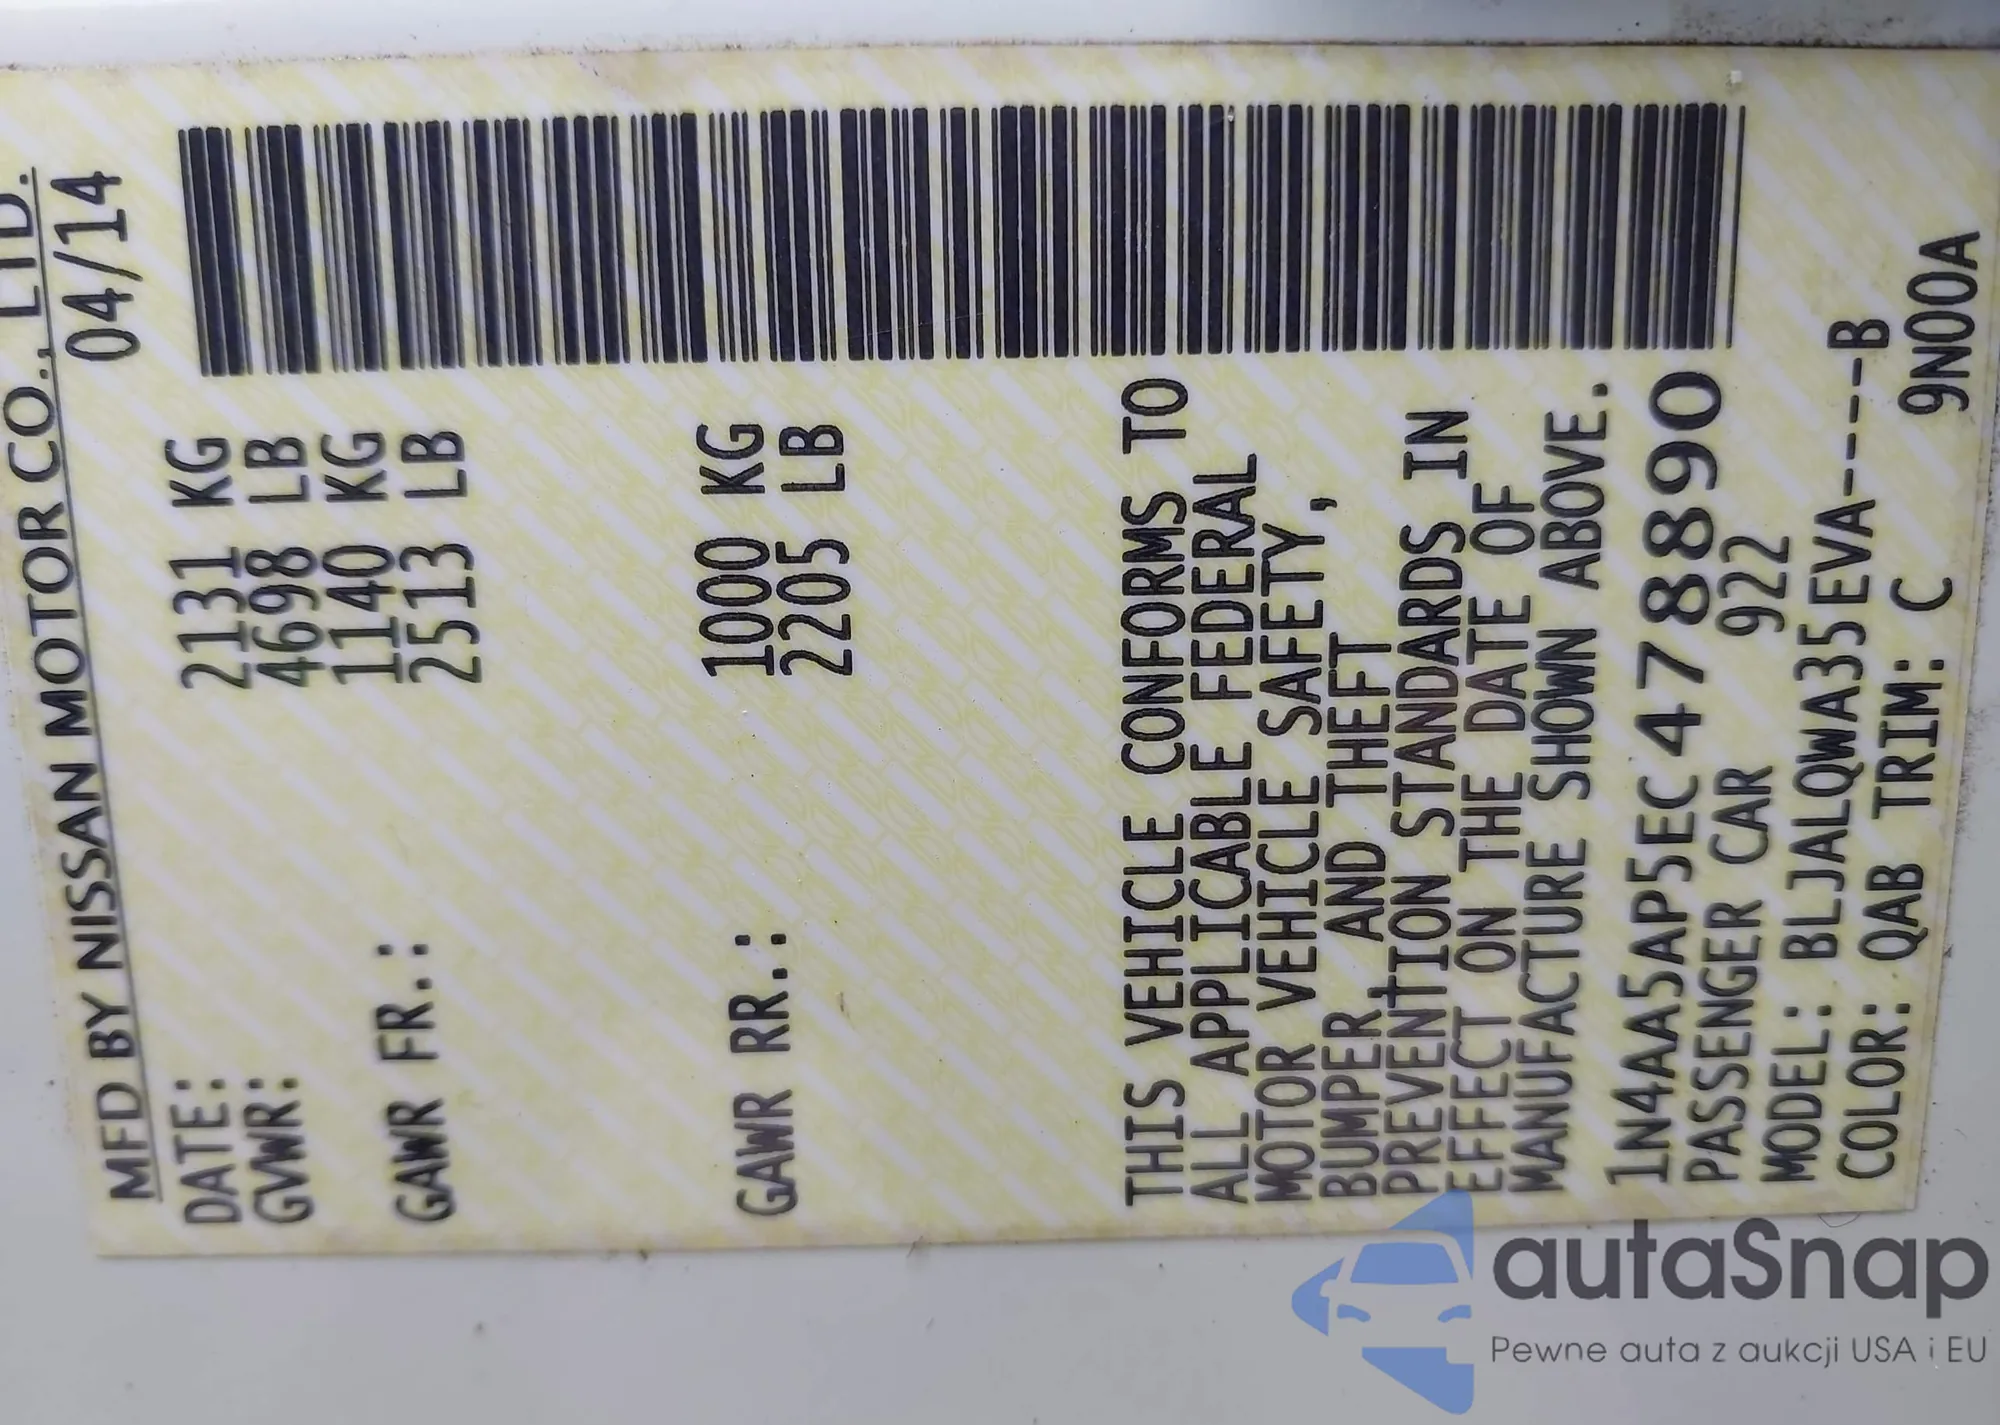 MFD BY NISSAN MOTOR CO., LTD.
DATE: 04/14
GVWR: 2131 KG
4698 LB
GAWR FR.: 1140 KG
2513 LB
GAWR RR.: 1000 KG
2205 LB
THIS VEHICLE CONFORMS TO
ALL APPLICABLE FEDERAL
MOTOR VEHICLE SAFETY,
BUMPER, AND THEFT
PREVENtION STANDARDS IN
EFFECT ON THE DATE OF
MANUFACTURE SHOWN ABOVE.
1N4AA5AP5EC478890
PASSENGER CAR 922
MODEL: BLJALQWA35EVA----B
COLOR: QAB TRIM: C 9N00A
autaSnap
Pewne auta z aukcji USA i EU